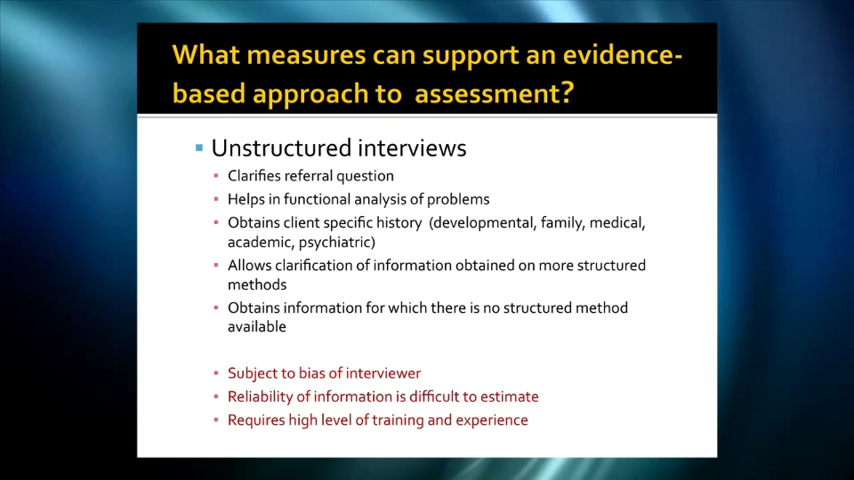 What measures can support an evidence-
based approach to assessment?
Unstructured interviews
Clarifies referral question
Helps in functional analysis of problems
Obtains client specific history (developmental, family, medical,
academic, psychiatric)
Allows clarification of information obtained on more structured
methods
Obtains information for which there is no structured method
available
Subject to bias of interviewer
Reliability of information is difficult to estimate
Requires high level of training and experience